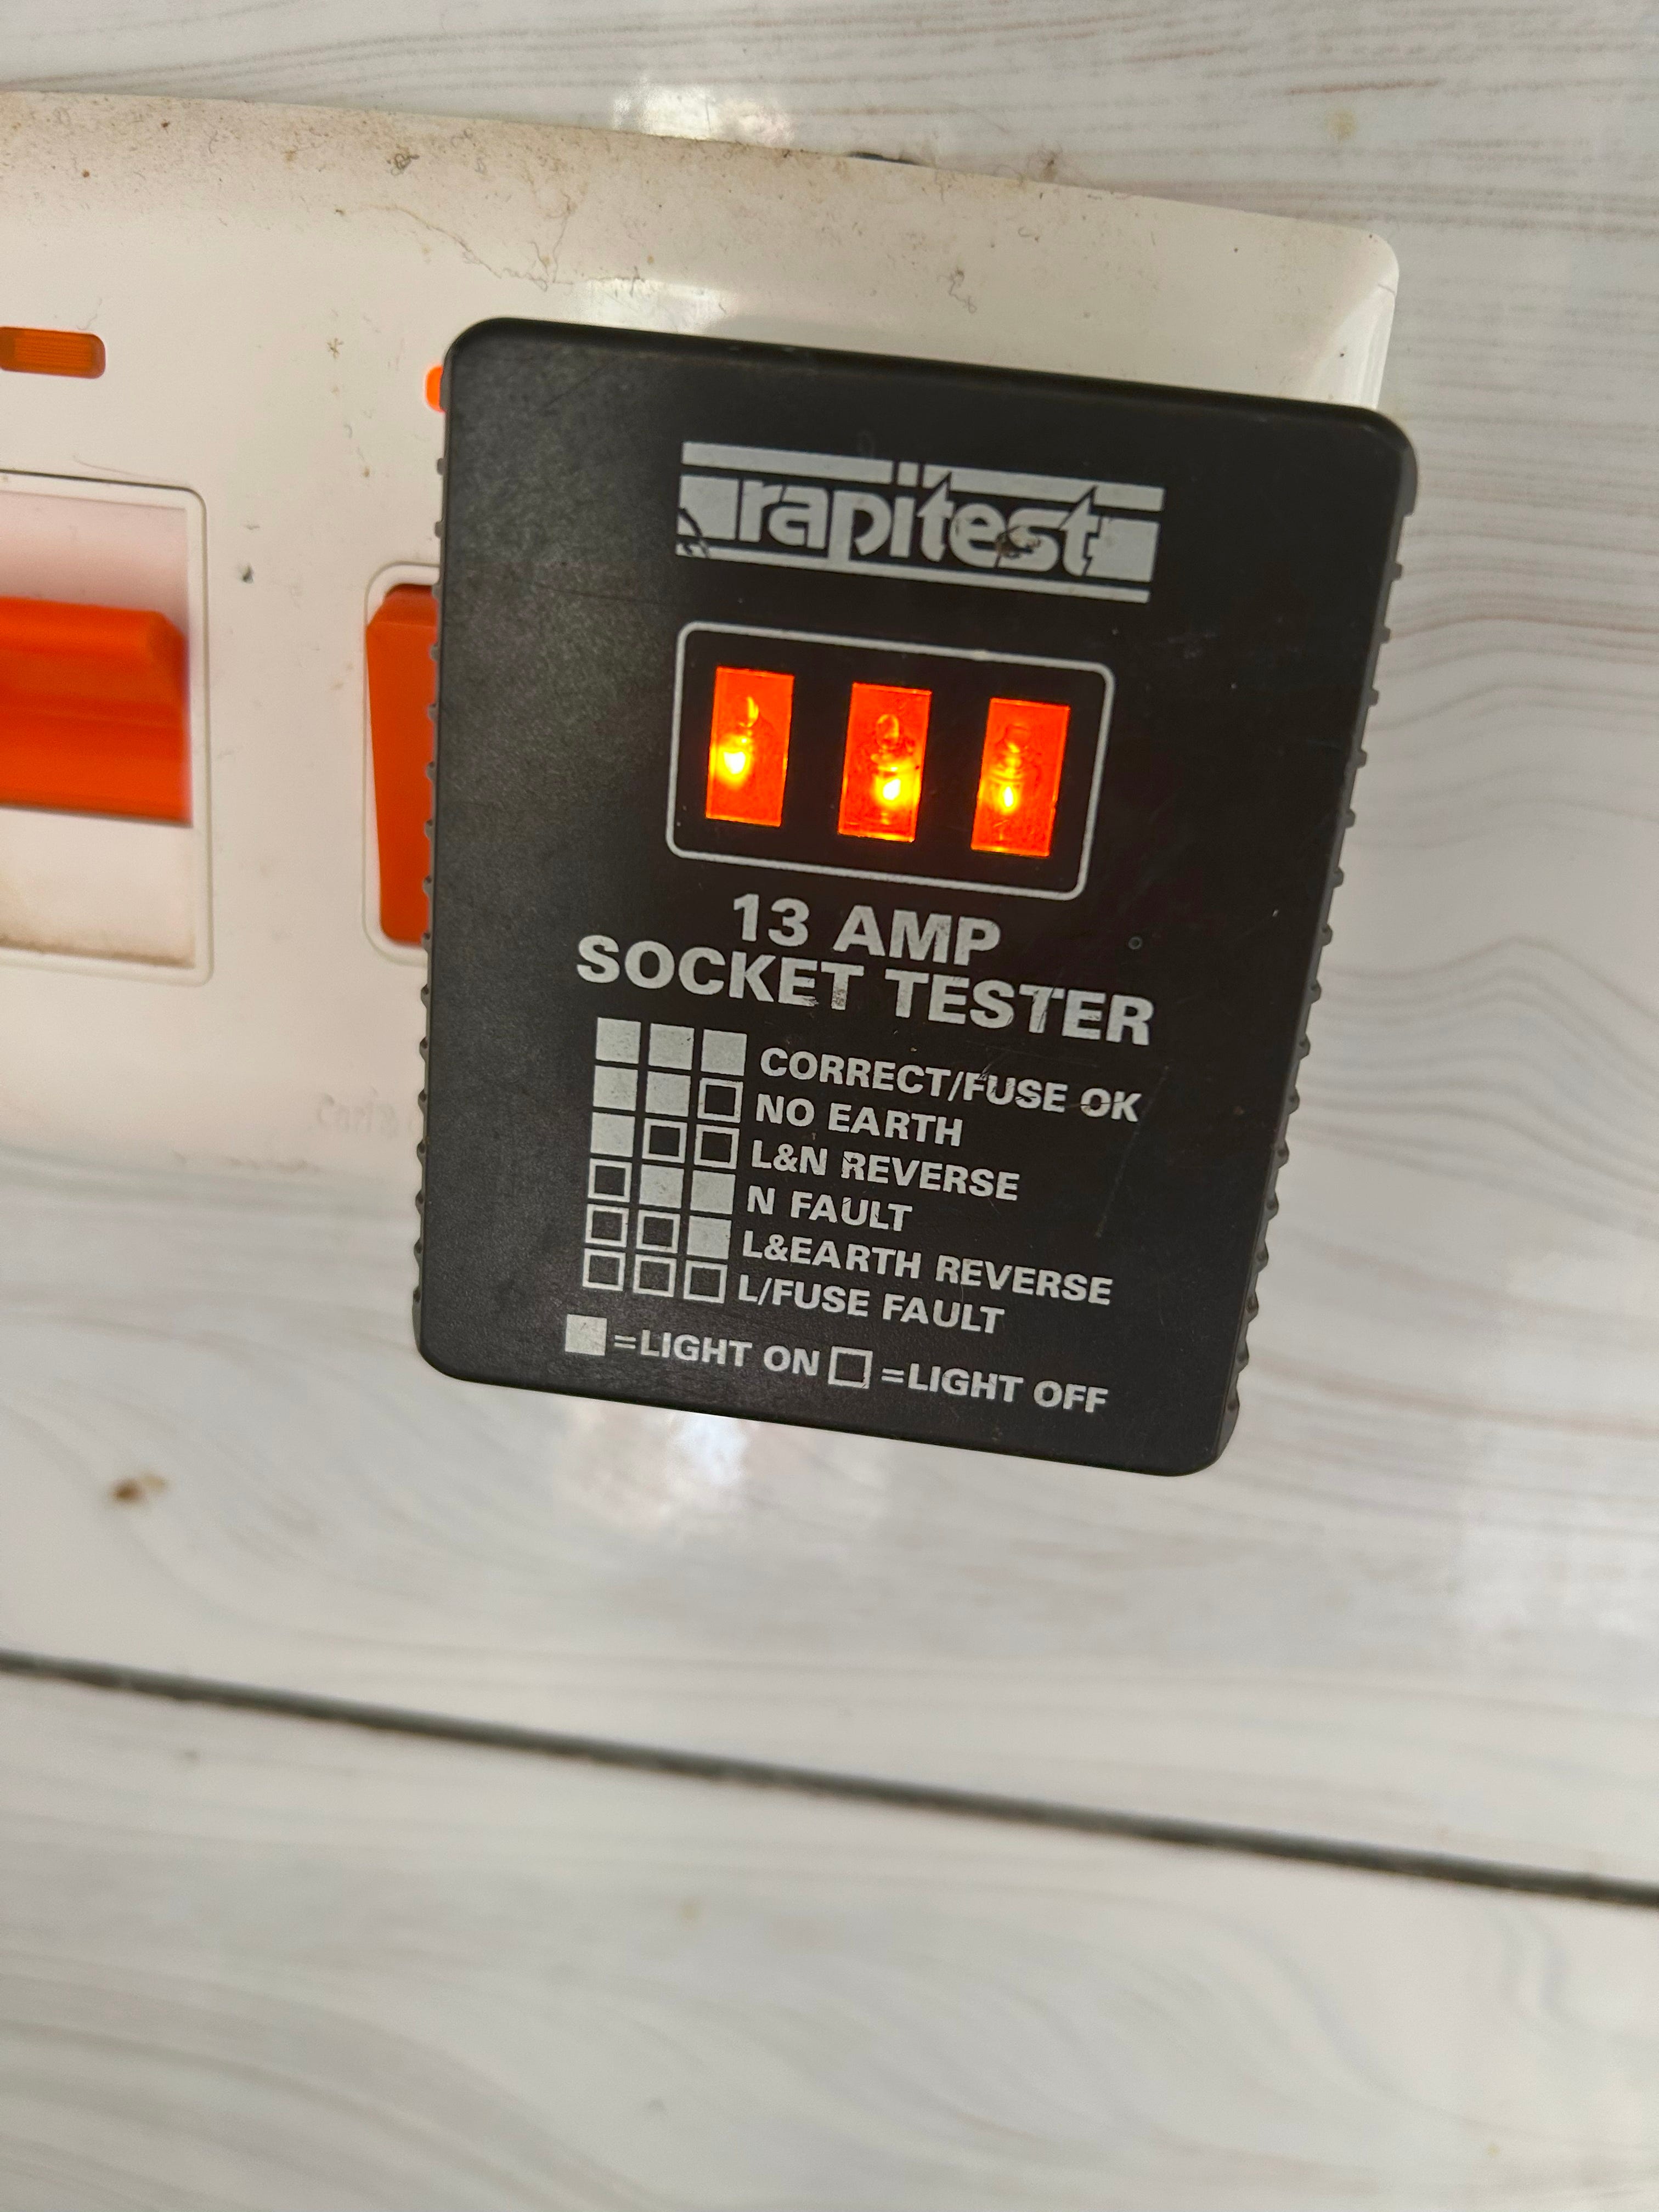 rapitest
13 AMP
SOCKET TESTER
CORRECT/FUSE OK
NO EARTH
L&N REVERSE
N FAULT
L&EARTH REVERSE
L/FUSE FAULT
=LIGHT ON =LIGHT OFF